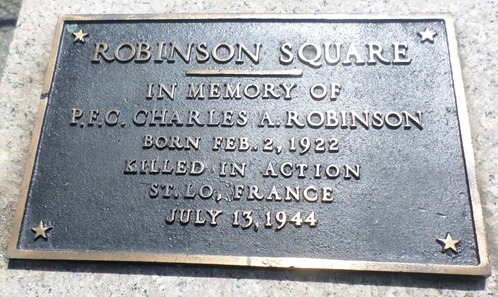 ROBINSON SQUARE
IN MEMORY OF
P.F.C. CHARLES A. ROBINSON
BORN FEB. 2, 1922
KILLED IN ACTION
ST. LO, FRANCE
JULY 13, 1944